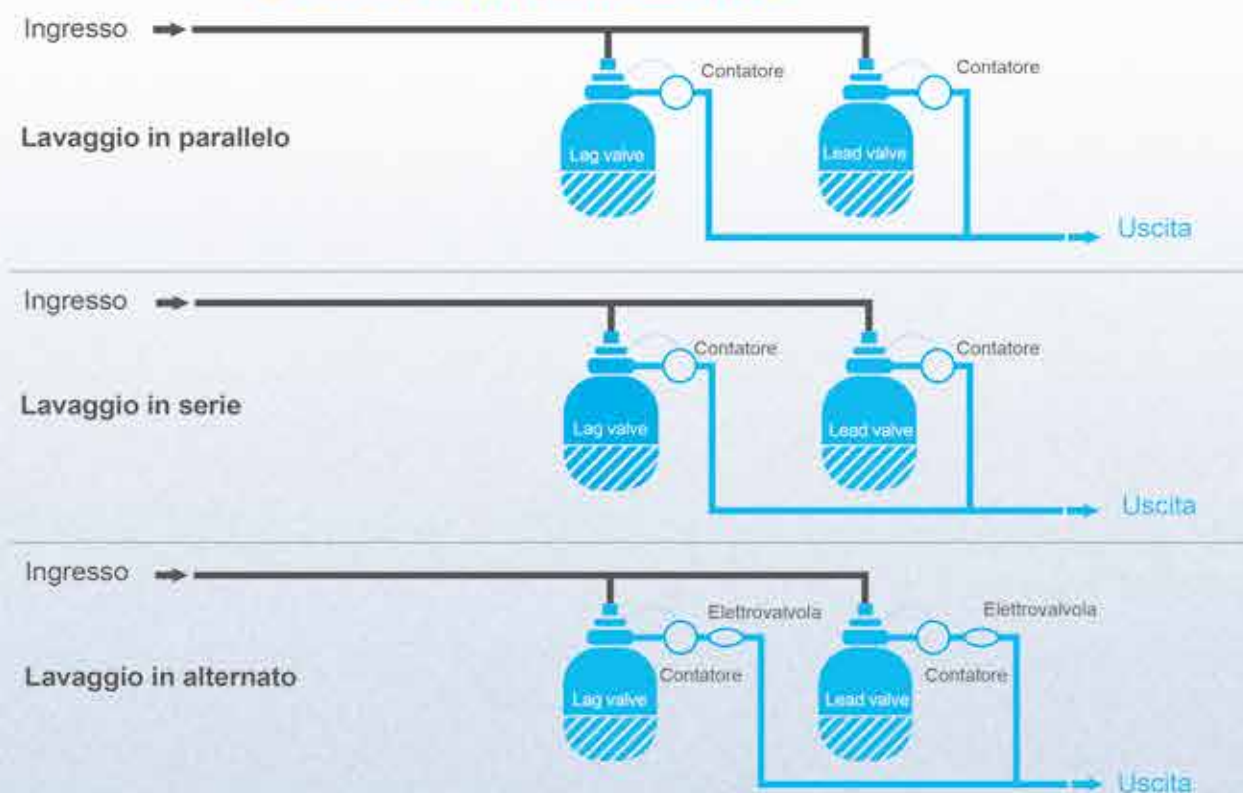 Ingresso
Contatore
Contatore
Lavaggio in parallelo
Lag valve
Lead valve
Uscita
Ingresso
Contatore
Contatore
Lavaggio in serie
Lag valve
Lead valve
Uscita
Ingresso
Elettrovalvola
Elettrovalvola
Lavaggio in alternato
Contatore
Contatore
Lag valve
Lead valve
Uscita